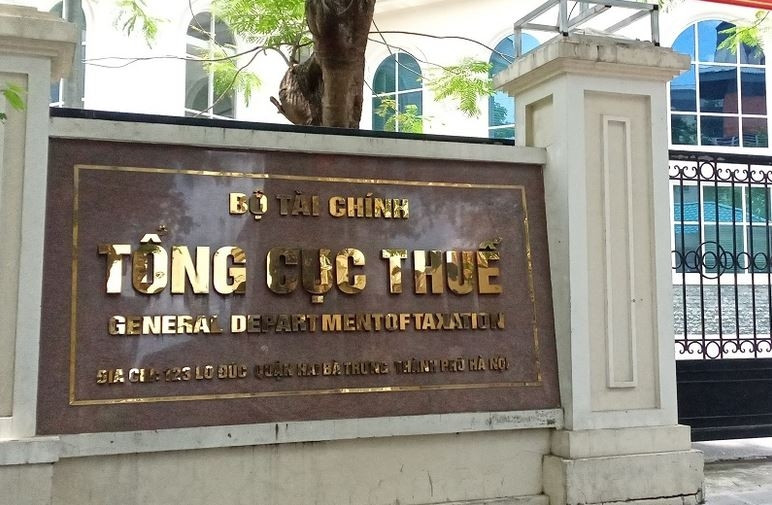 BỘ TÀI CHÍNH
TỔNG CỤC THUẾ
GENERAL DEPARTMENT OF TAXATION
ĐỊA CHỈ: 123 LÒ ĐÚC QUẬN HAI BÀ TRƯNG THÀNH PHỐ HÀ NỘI